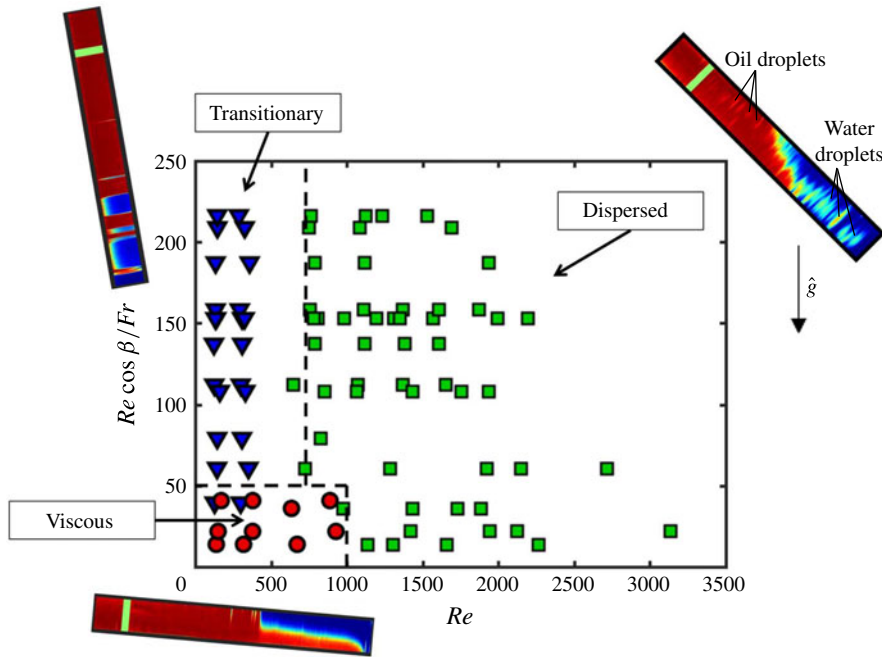 Oil droplets
Water
droplets
Transitionary
Dispersed
Viscous
ĝ
250
200
150
100
50
0
500
1000
1500
2000
2500
3000
3500
Re cos β/Fr
Re